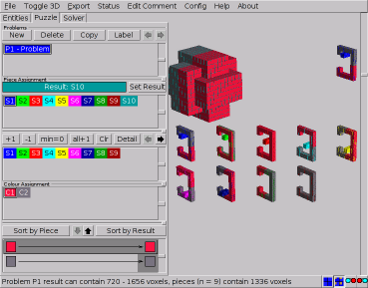 File Toggle 3D Export Status Edit Comment Config Help About
Entities Puzzle Solver
Problems
New Delete Copy Label
P1 - Problem
Piece Assignment
Result: S10 Set Result
S1 S2 S3 S4 S5 S6 S7 S8 S9 S10
+1 -1 min=0 all+1 Clr Detail
S1 S2 S3 S4 S5 S6 S7 S8 S9
Colour Assignment
C1 C2
Sort by Piece Sort by Result
Problem P1 result can contain 720 - 1656 voxels, pieces (n = 9) contain 1336 voxels